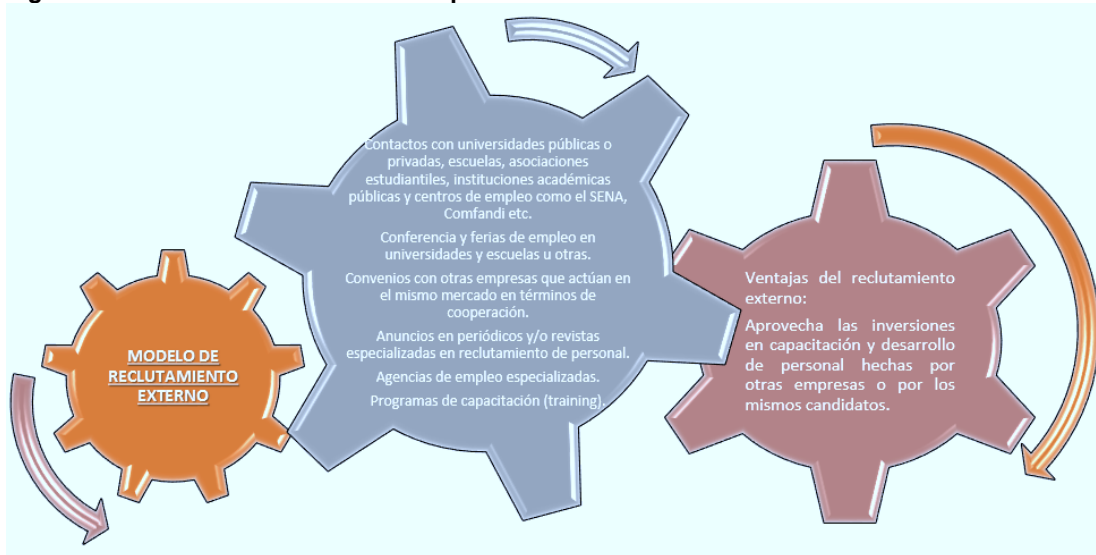 MODELO DE
RECLUTAMIENTO
EXTERNO
Contactos con universidades públicas o
privadas, escuelas, asociaciones
estudiantiles, instituciones académicas
públicas y centros de empleo como el SENA,
Comfandi etc.
Conferencia y ferias de empleo en
universidades y escuelas u otras.
Convenios con otras empresas que actúan en
el mismo mercado en términos de
cooperación.
Anuncios en periódicos y/o revistas
especializadas en reclutamiento de personal.
Agencias de empleo especializadas.
Programas de capacitación (training).
Ventajas del reclutamiento
externo:
Aprovecha las inversiones
en capacitación y desarrollo
de personal hechas por
otras empresas o por los
mismos candidatos.